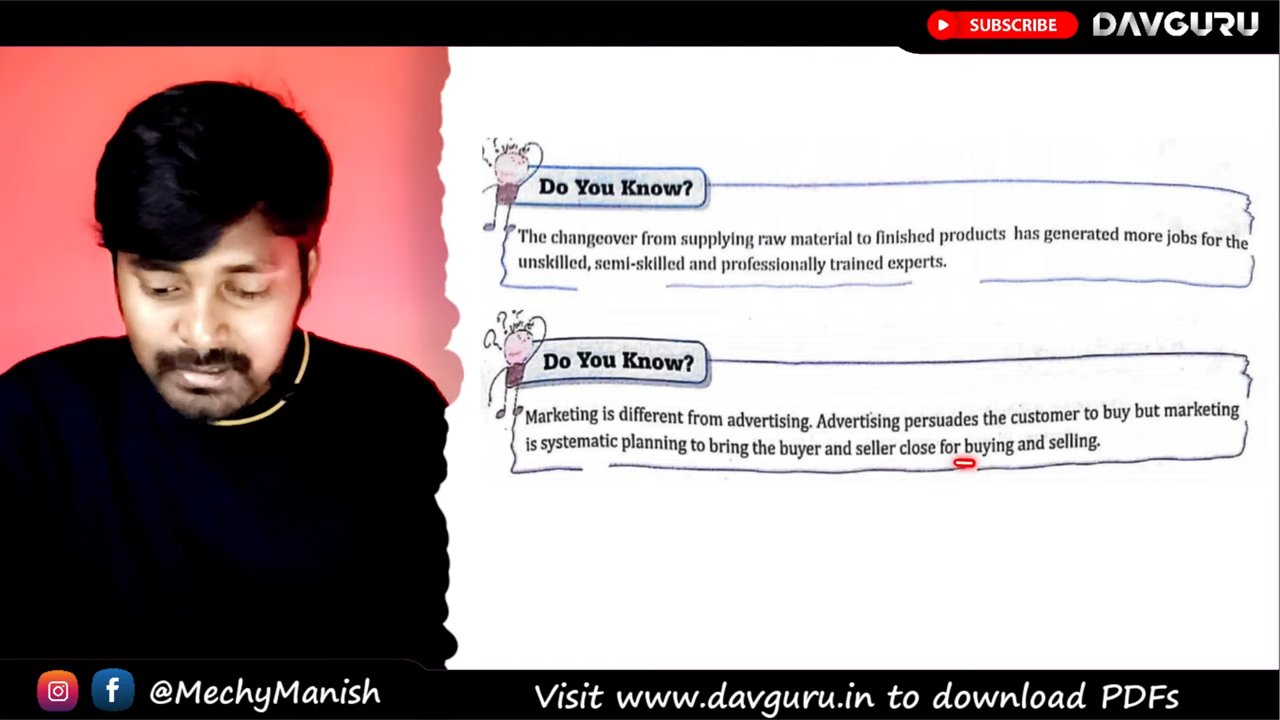 SUBSCRIBE DAVGURU
Do You Know?
The changeover from supplying raw material to finished products has generated more jobs for the
unskilled, semi-skilled and professionally trained experts.
Do You Know?
Marketing is different from advertising. Advertising persuades the customer to buy but marketing
is systematic planning to bring the buyer and seller close for buying and selling.
@MechyManish Visit www.davguru.in to download PDFs